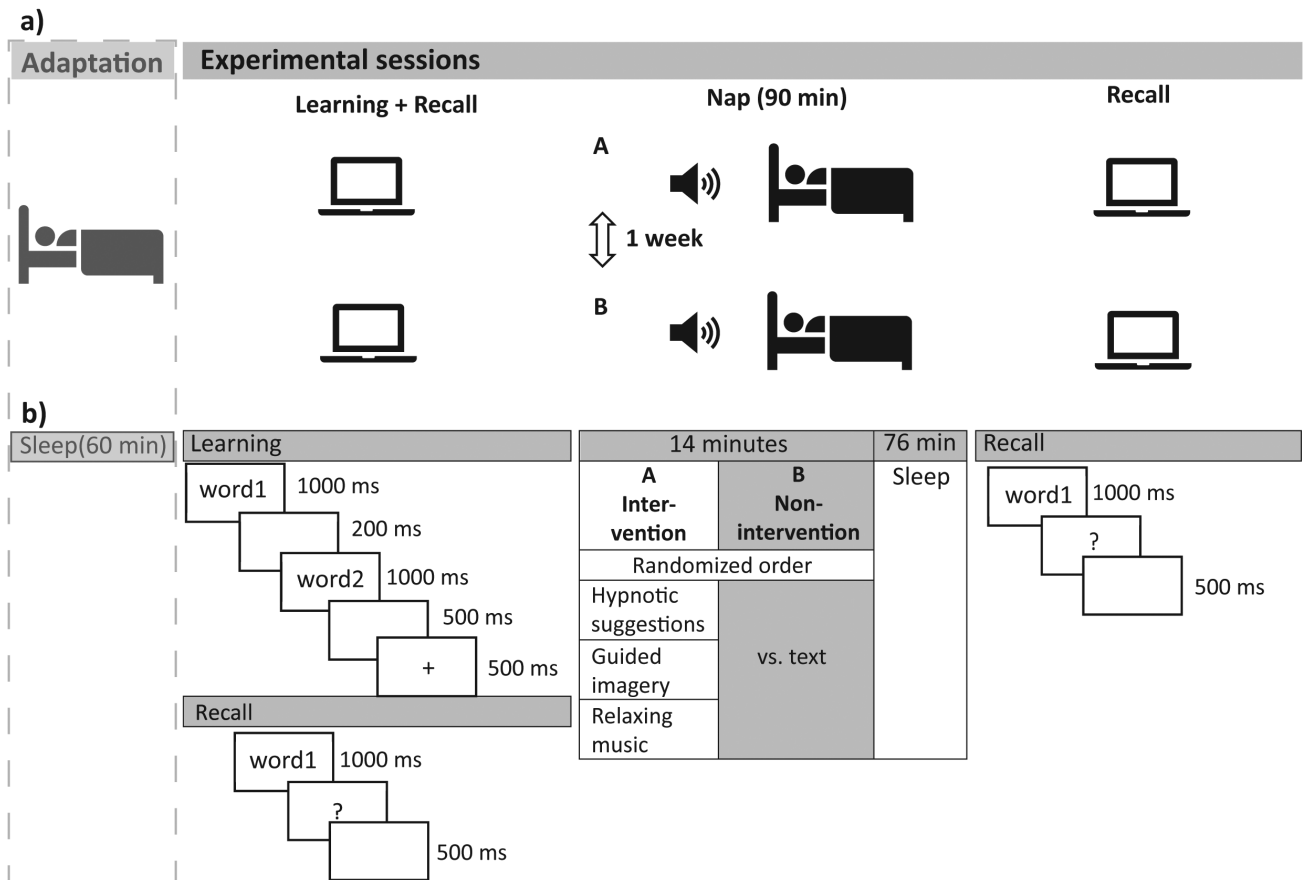 a)
Adaptation
Experimental sessions
Learning + Recall
Nap (90 min)
Recall
A
1 week
B
b)
Sleep(60 min)
Learning
word1
1000 ms
200 ms
word2
1000 ms
500 ms
+
500 ms
Recall
word1
1000 ms
?
500 ms
14 minutes
76 min
A
Inter-
vention
B
Non-
intervention
Sleep
Randomized order
Hypnotic
suggestions
Guided
imagery
Relaxing
music
vs. text
Recall
word1
1000 ms
?
500 ms